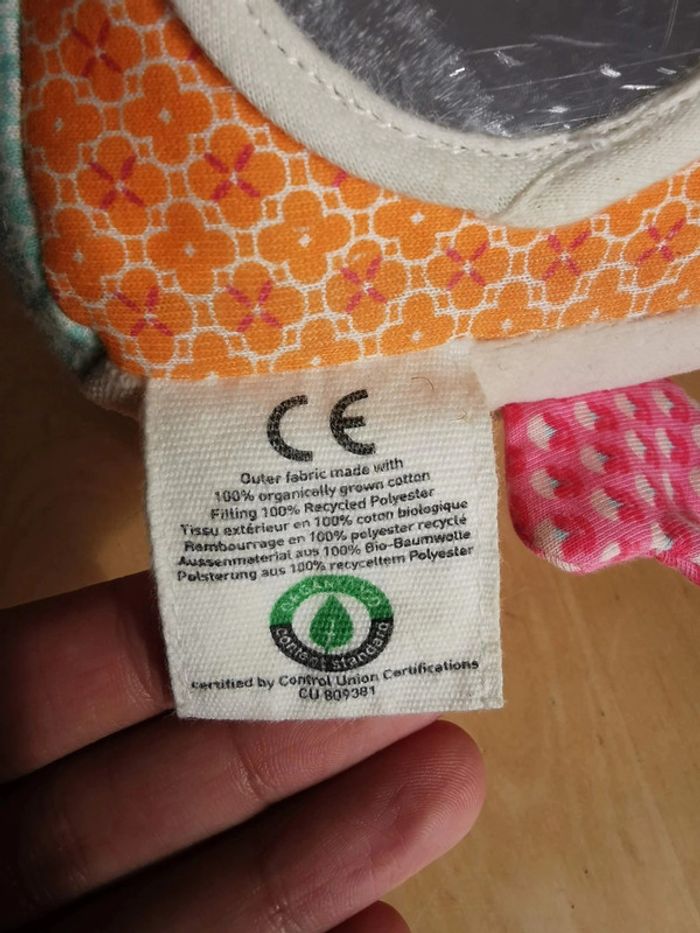 CE
Outer fabric made with
100% organically grown cotton
Filling 100% Recycled Polyester
Tissu extérieur en 100% coton biologique
Rembourrage en 100% polyester recyclé
Aussenmaterial aus 100% Bio-Baumwolle
Polsterung aus 100% recyceltem Polyester
ORGANIC 100
content standard
certified by Control Union Certifications
CU 809381